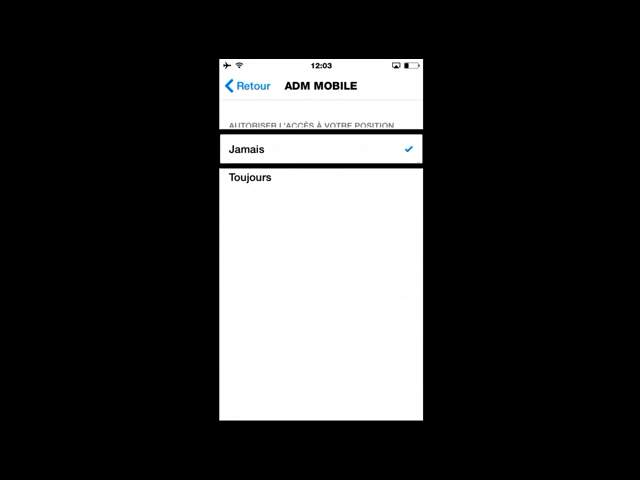 12:03
Retour ADM MOBILE
AUTORISER L'ACCÈS À VOTRE POSITION
Jamais
Toujours